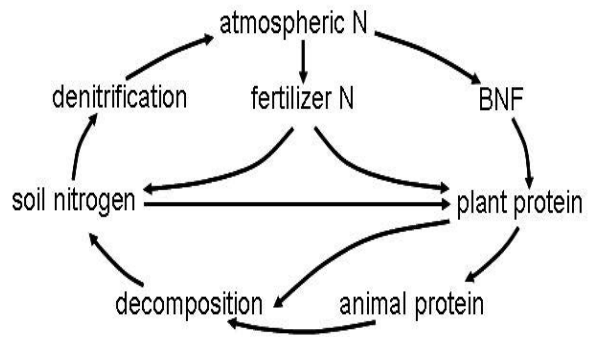 atmospheric N
denitrification
fertilizer N
BNF
soil nitrogen
plant protein
decomposition
animal protein